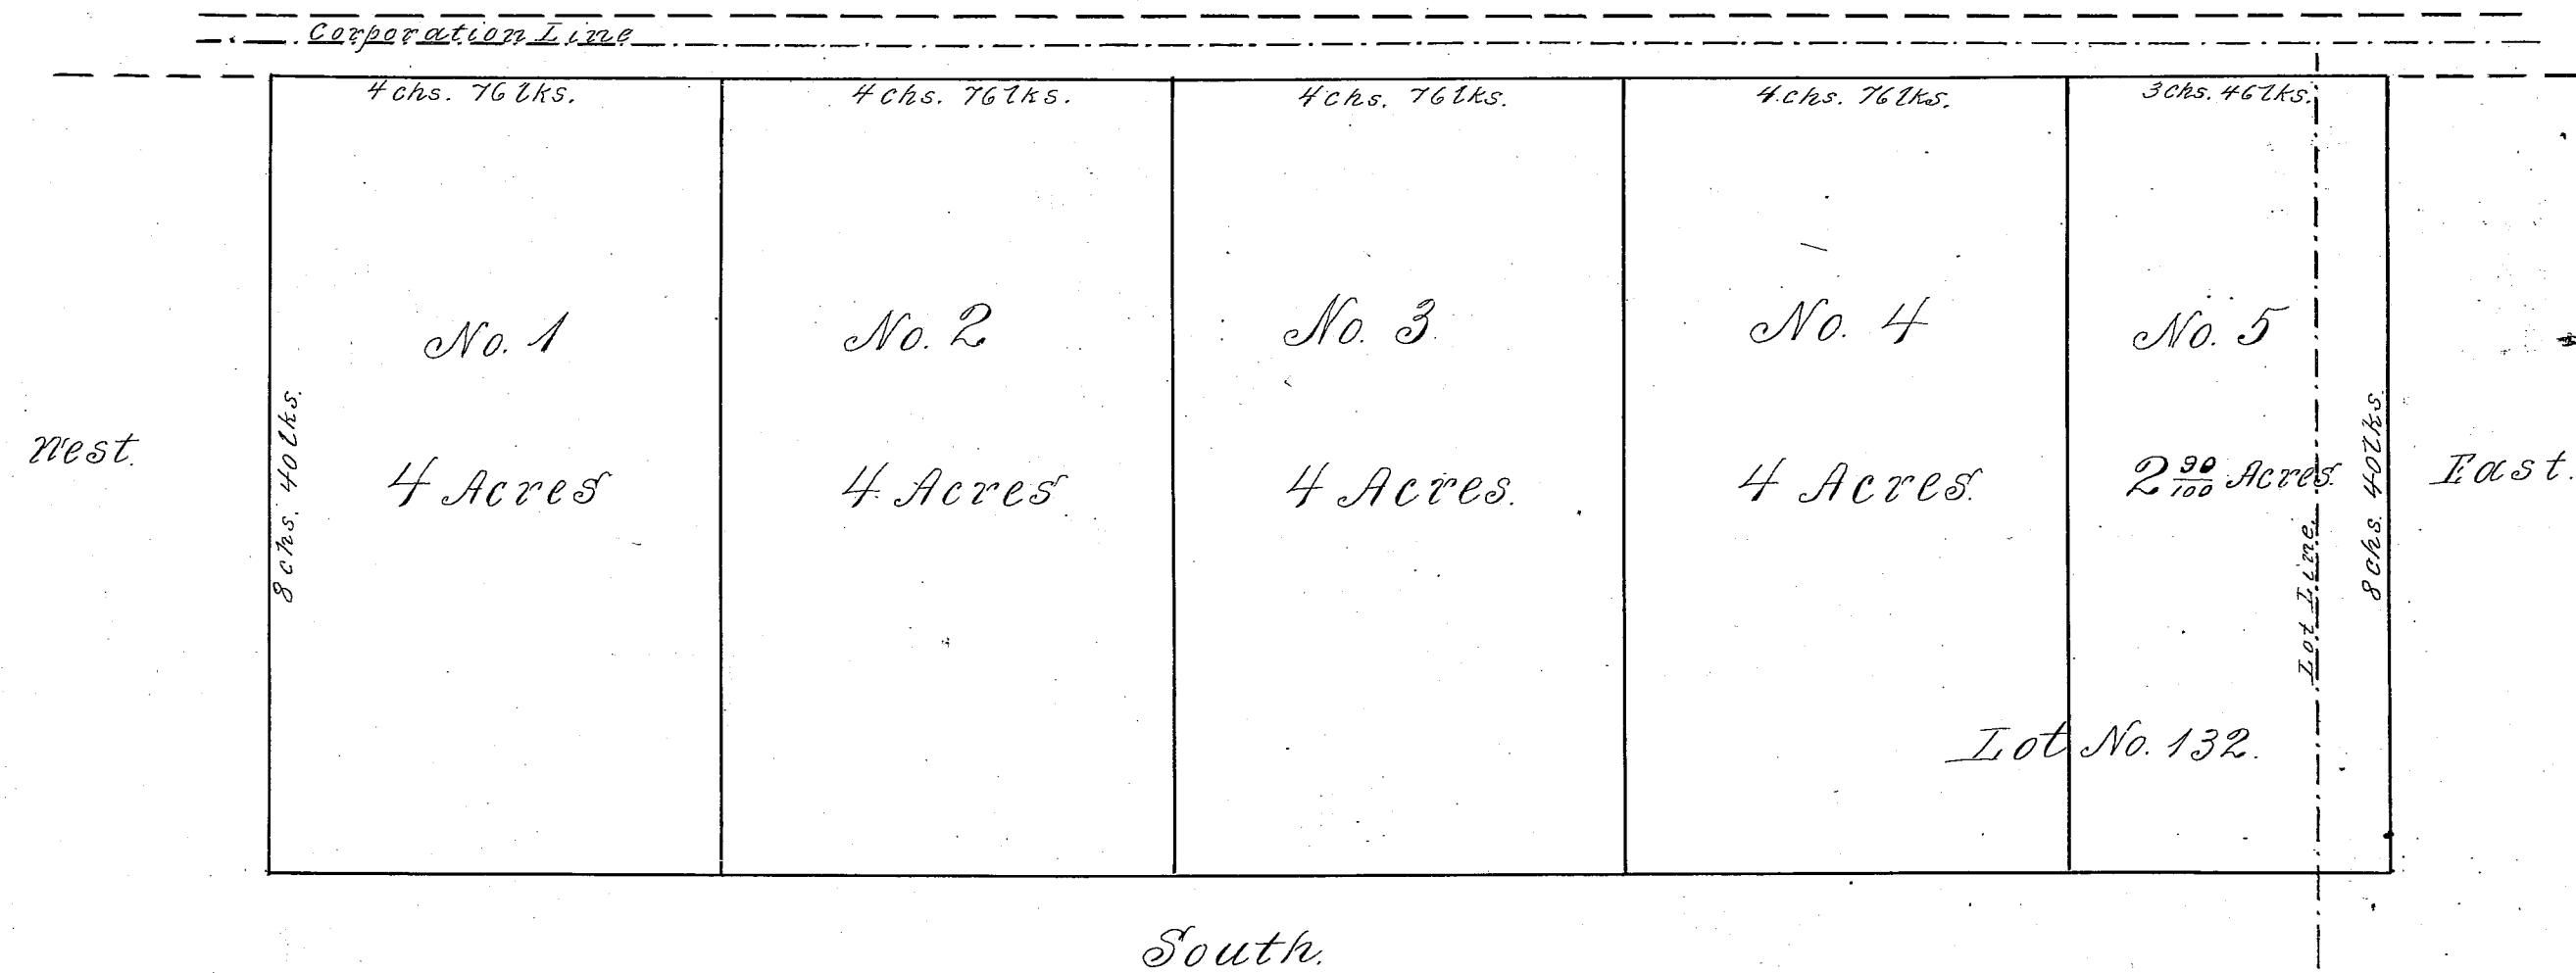 Corporation Line
4 chs. 76 lks. 4 chs. 76 lks. 4 chs. 76 lks. 4 chs. 76 lks. 3 chs. 46 lks.
No. 1 No. 2 No. 3. No. 4 No. 5
West. 8 chs. 40 lks. 4 Acres 4 Acres 4 Acres. 4 Acres. 2 90/100 Acres. 8 chs. 40 lks. East.
Lot Line.
Lot No. 132.
South.